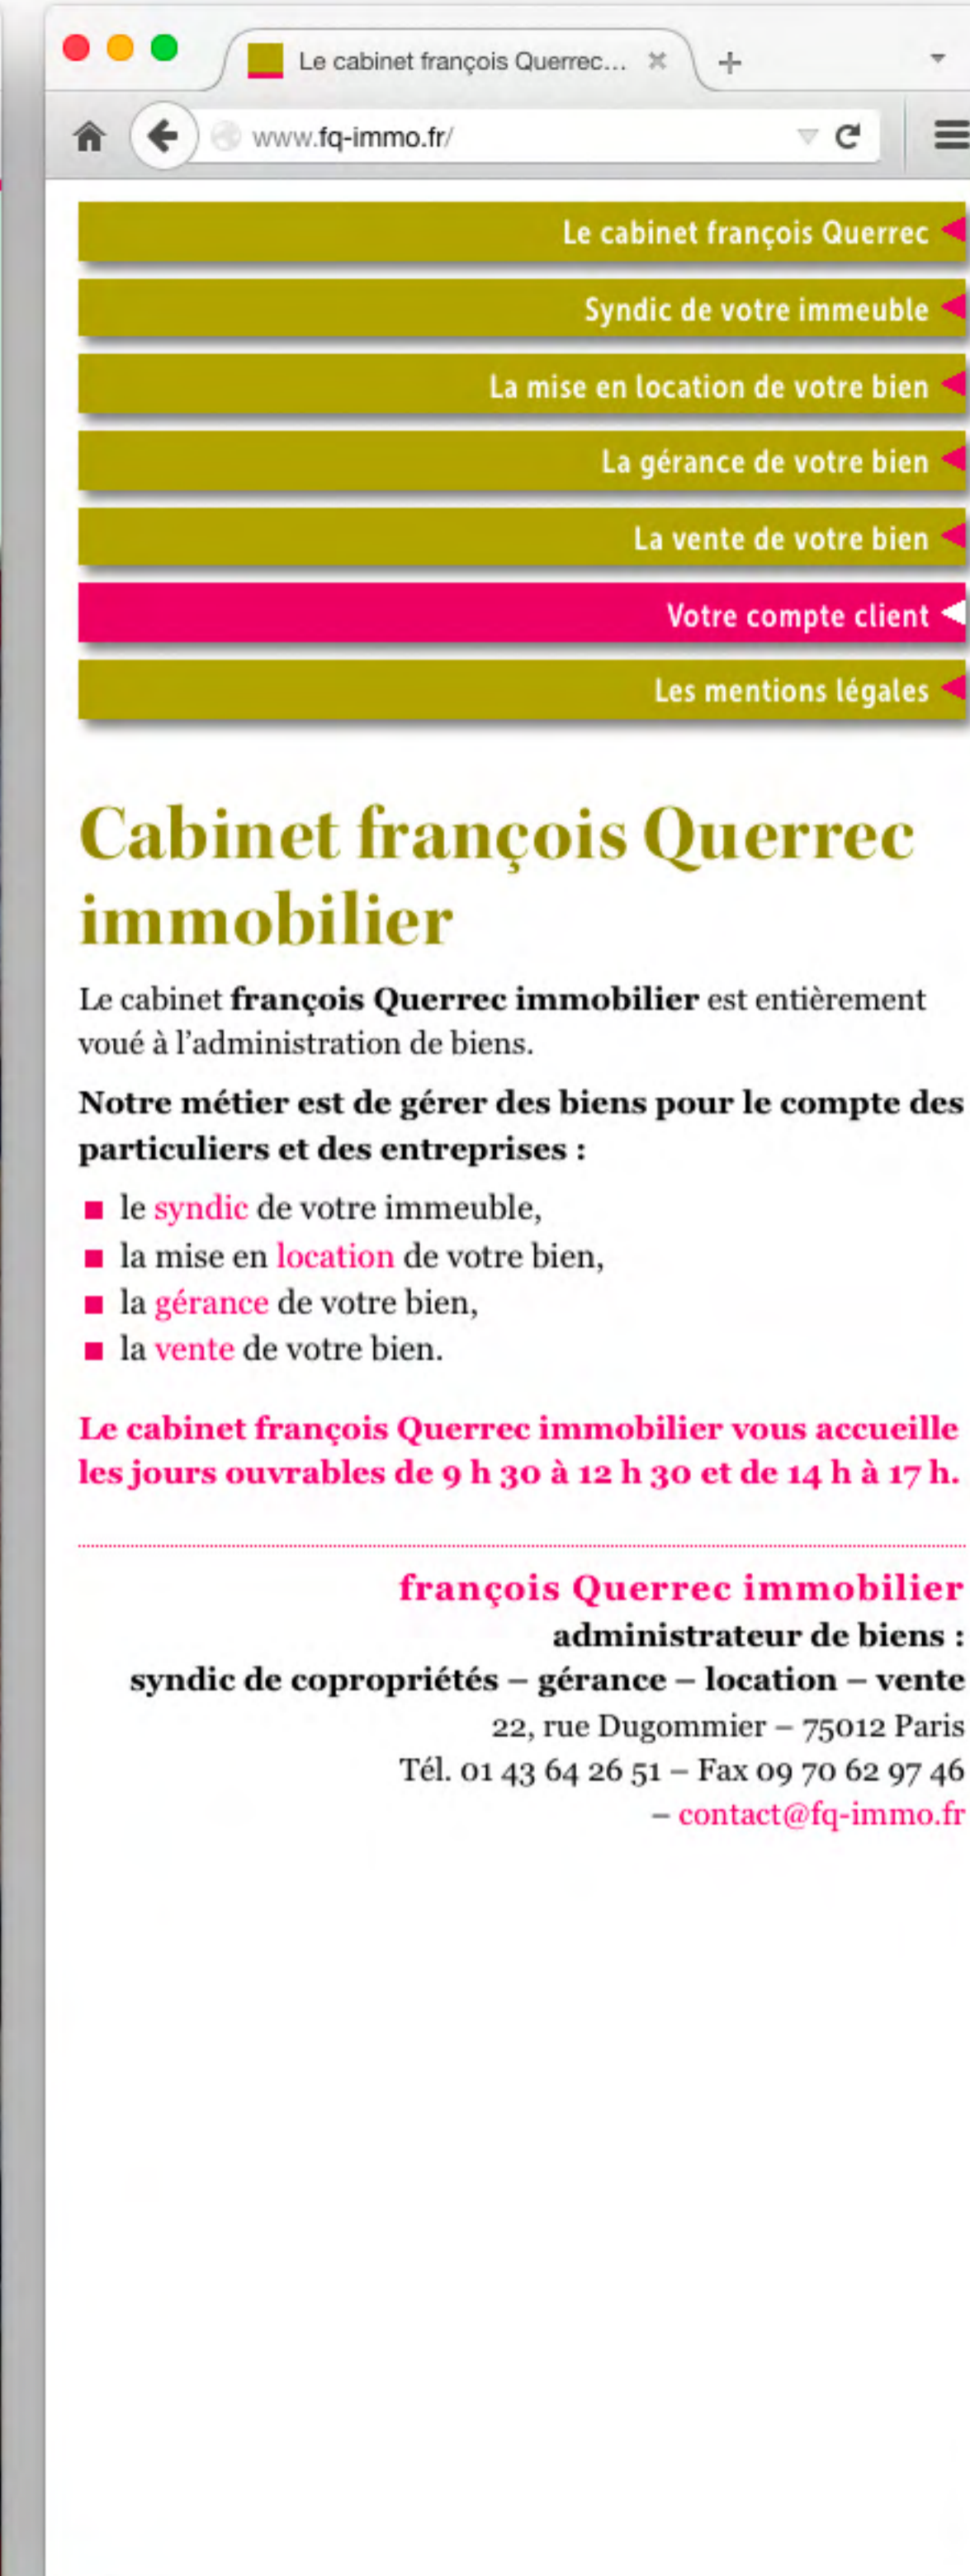 Le cabinet françois Querrec…
www.fq-immo.fr/
Le cabinet françois Querrec
Syndic de votre immeuble
La mise en location de votre bien
La gérance de votre bien
La vente de votre bien
Votre compte client
Les mentions légales
Cabinet françois Querrec
immobilier
Le cabinet françois Querrec immobilier est entièrement
voué à l’administration de biens.
Notre métier est de gérer des biens pour le compte des
particuliers et des entreprises :
le syndic de votre immeuble,
la mise en location de votre bien,
la gérance de votre bien,
la vente de votre bien.
Le cabinet françois Querrec immobilier vous accueille
les jours ouvrables de 9 h 30 à 12 h 30 et de 14 h à 17 h.
françois Querrec immobilier
administrateur de biens :
syndic de copropriétés – gérance – location – vente
22, rue Dugommier – 75012 Paris
Tél. 01 43 64 26 51 – Fax 09 70 62 97 46
– contact@fq-immo.fr